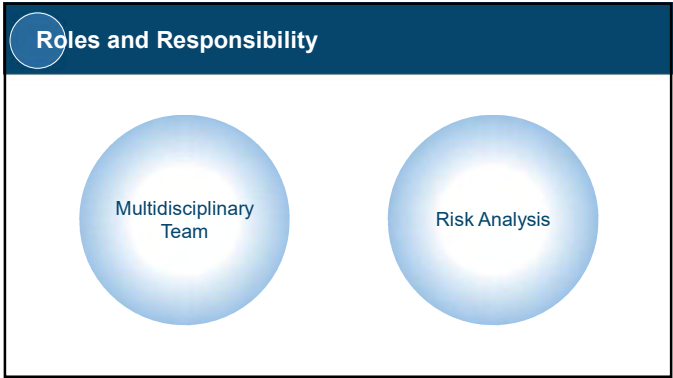 Roles and Responsibility
Multidisciplinary
Team
Risk Analysis